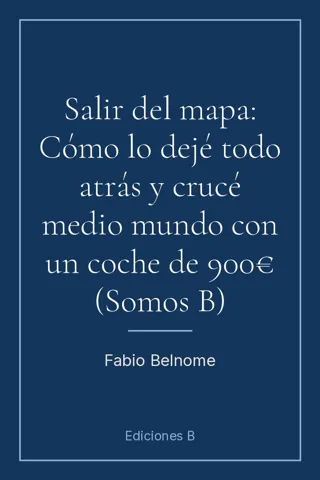 Salir del mapa:
Cómo lo dejé todo
atrás y crucé
medio mundo con
un coche de 900€
(Somos B)
Fabio Belnome
Ediciones B